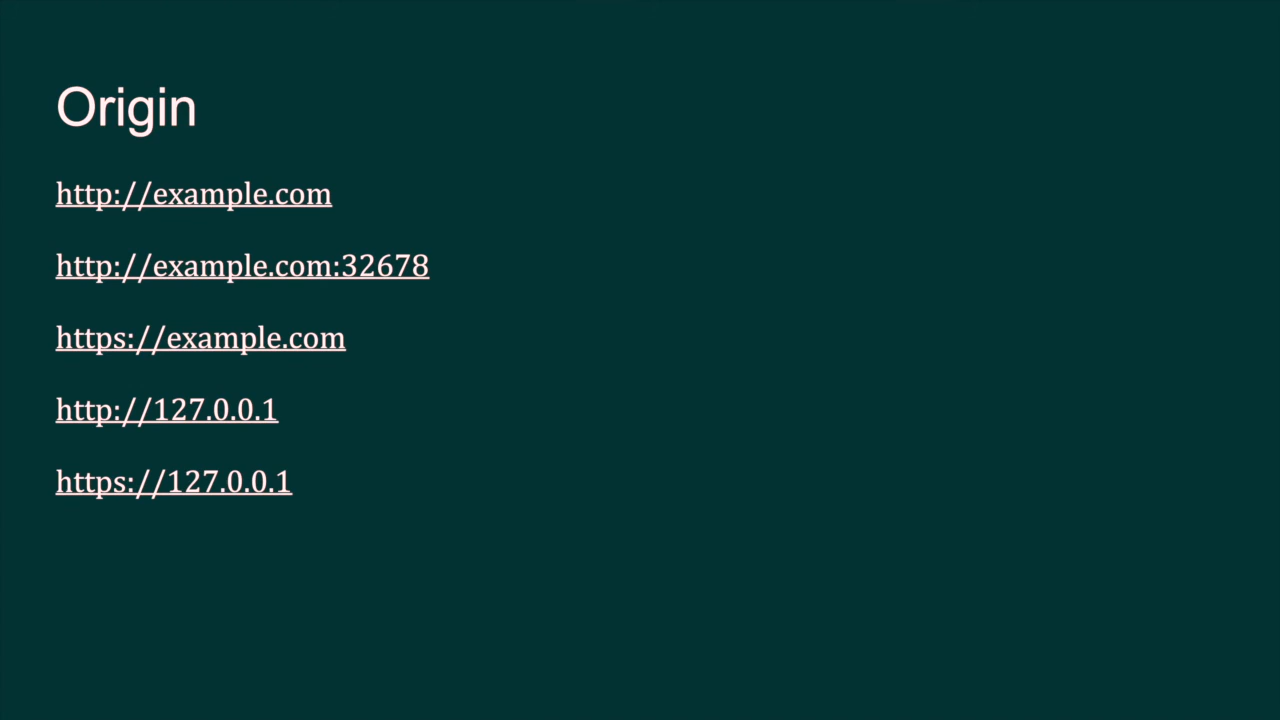 Origin
http://example.com
http://example.com:32678
https://example.com
http://127.0.0.1
https://127.0.0.1